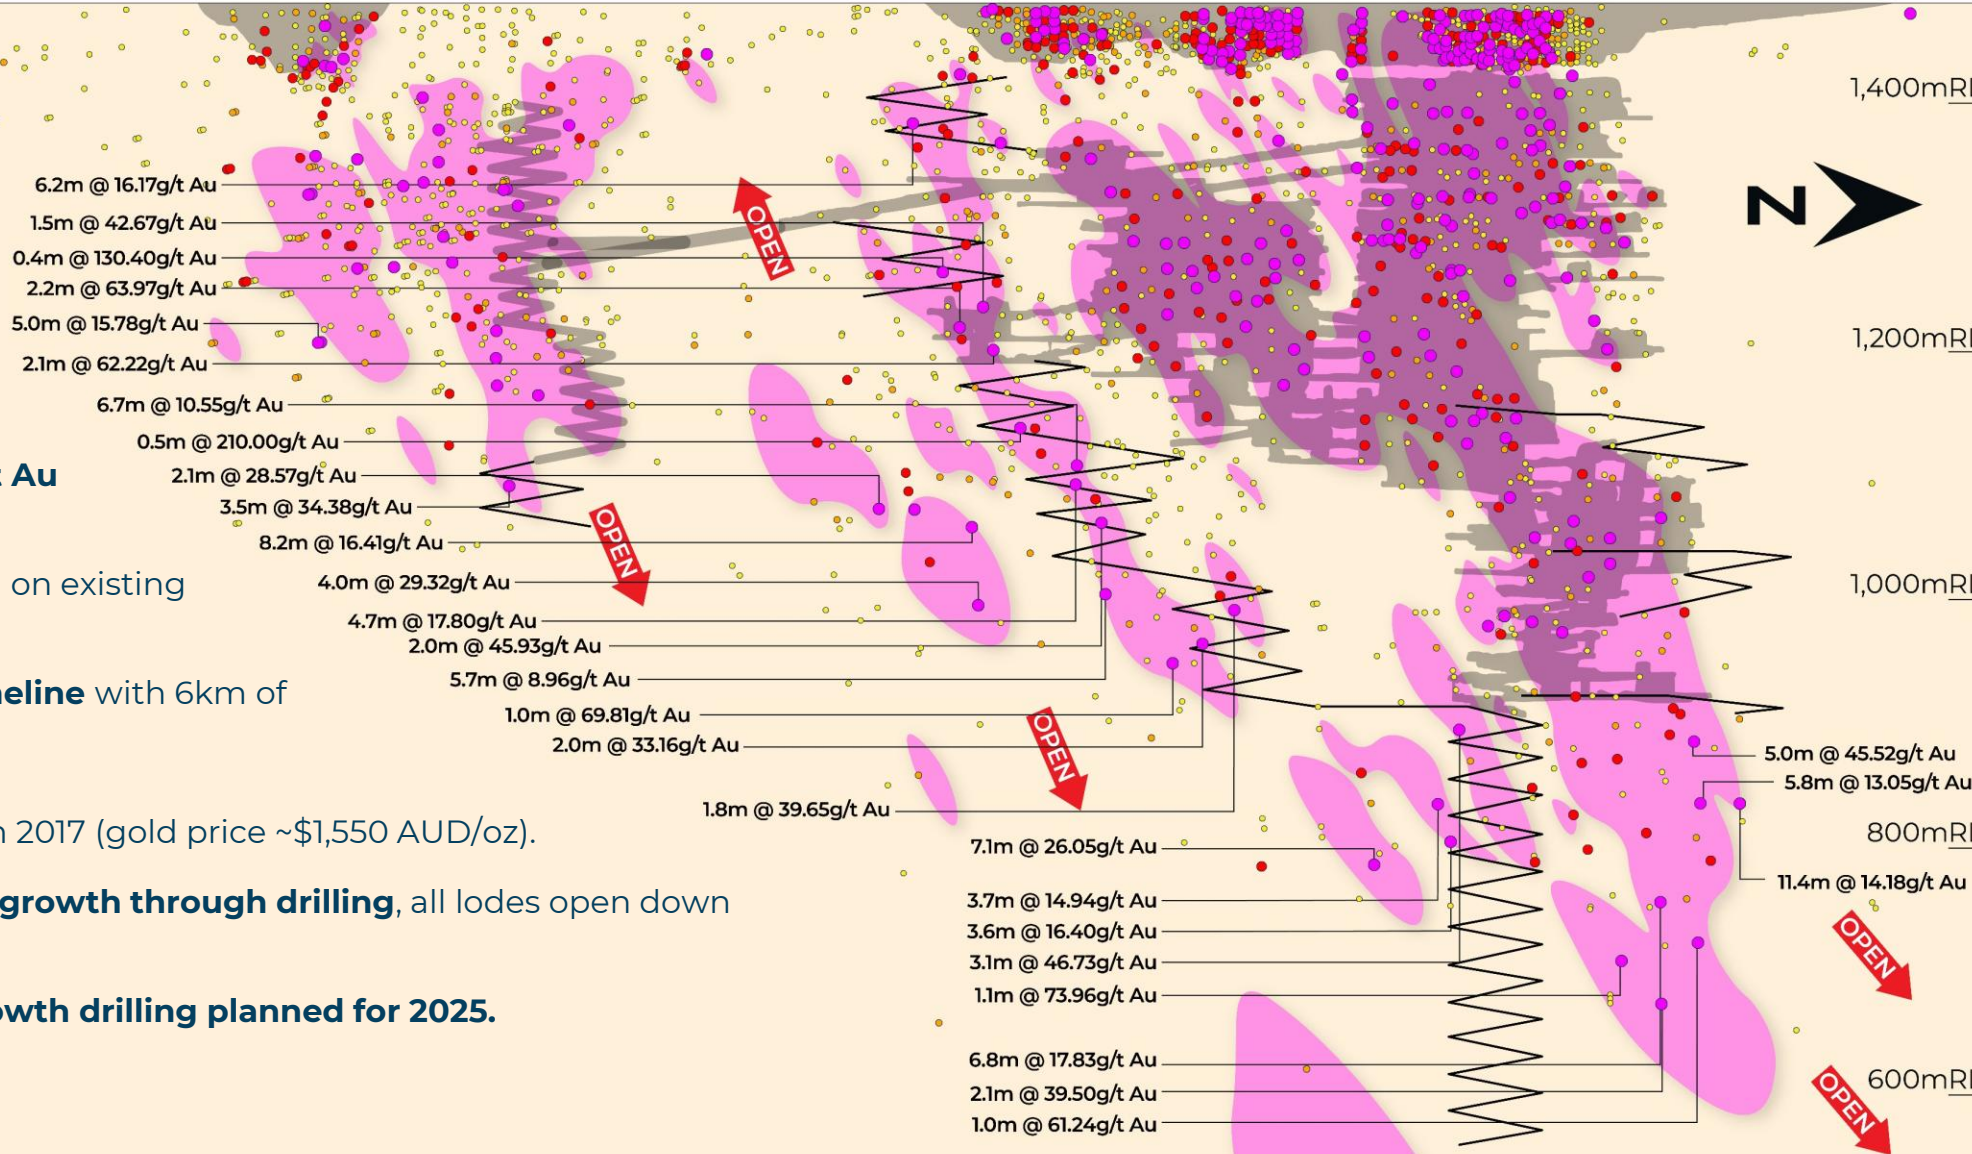 1,400mRL
N
6.2m @ 16.17g/t Au
1.5m @ 42.67g/t Au
OPEN
0.4m @ 130.40g/t Au
2.2m @ 63.97g/t Au
5.0m @ 15.78g/t Au
1,200mRL
2.1m @ 62.22g/t Au
6.7m @ 10.55g/t Au
0.5m @ 210.00g/t Au
t Au
2.1m @ 28.57g/t Au
3.5m @ 34.38g/t Au
OPEN
8.2m @ 16.41g/t Au
on existing
4.0m @ 29.32g/t Au
1,000mRL
4.7m @ 17.80g/t Au
2.0m @ 45.93g/t Au
5.7m @ 8.96g/t Au
eline with 6km of
1.0m @ 69.81g/t Au
2.0m @ 33.16g/t Au
OPEN
5.0m @ 45.52g/t Au
5.8m @ 13.05g/t Au
1.8m @ 39.65g/t Au
n 2017 (gold price ~$1,550 AUD/oz).
800mRL
7.1m @ 26.05g/t Au
11.4m @ 14.18g/t Au
growth through drilling, all lodes open down
3.7m @ 14.94g/t Au
3.6m @ 16.40g/t Au
OPEN
3.1m @ 46.73g/t Au
1.1m @ 73.96g/t Au
owth drilling planned for 2025.
6.8m @ 17.83g/t Au
600mRL
2.1m @ 39.50g/t Au
OPEN
1.0m @ 61.24g/t Au